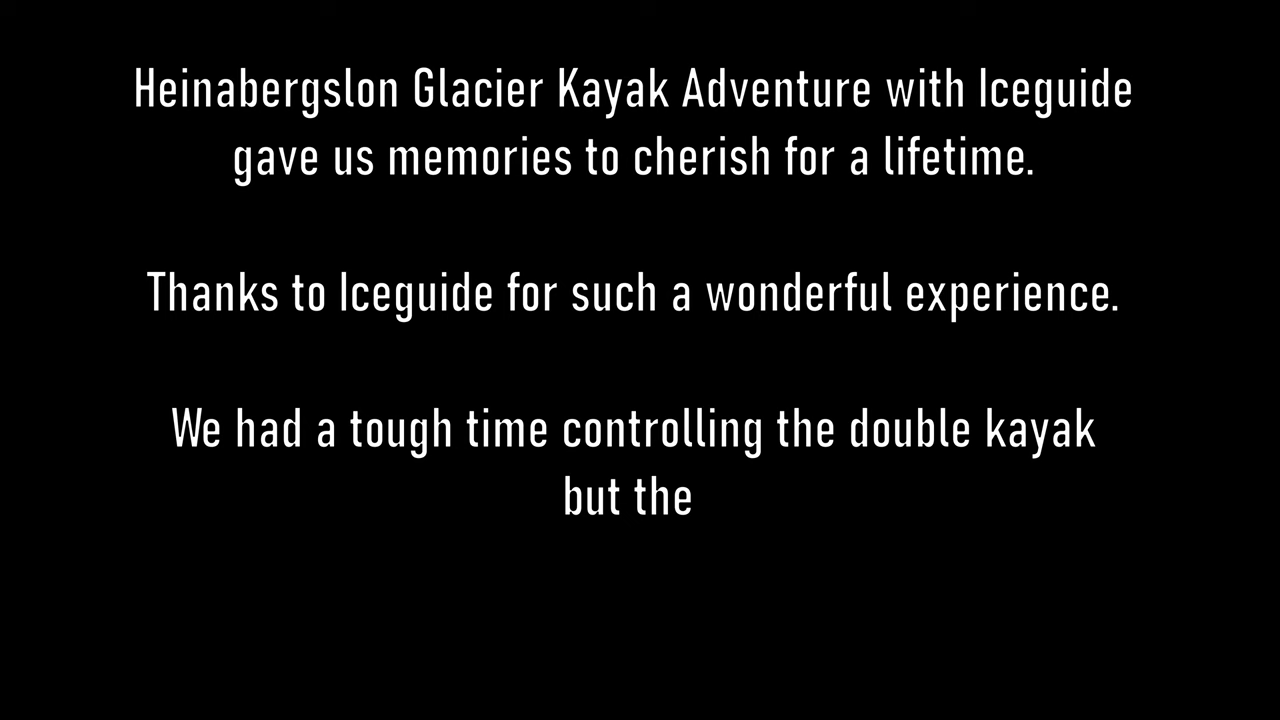 Heinabergslon Glacier Kayak Adventure with Iceguide
gave us memories to cherish for a lifetime.
Thanks to Iceguide for such a wonderful experience.
We had a tough time controlling the double kayak
but the